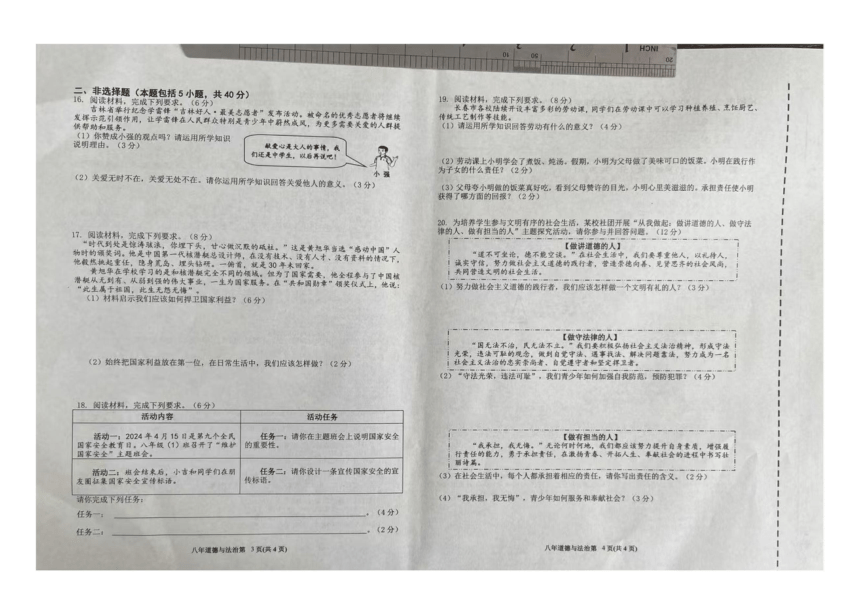 二、非选择题（本题包括5小题，共40分）
16. 阅读材料，完成下列要求。（6分）
吉林省举行纪念学雷锋“吉林好人·最美志愿者”发布活动。被命名的优秀志愿者将继续
发挥示范引领作用，让学雷锋在人民群众特别是青少年中蔚然成风，为更多需要关爱的人群提
供帮助和服务。
（1）你赞成小强的观点吗？请运用所学知识
说明理由。（3分）
献爱心是大人的事情，我
们还是中学生，以后再说吧！
小强
（2）关爱无时不在，关爱无处不在。请你运用所学知识回答关爱他人的意义。（3分）
17. 阅读材料，完成下列要求。（8分）
“时代到处是惊涛骇浪，你埋下头，甘心做沉默的砥柱。”这是黄旭华当选“感动中国”人
物时的颁奖词。他是中国第一代核潜艇总设计师，在没有技术、没有人才、没有资料的情况下，
他毅然挑起重任，隐身荒岛、埋头钻研。一俯首，就是30年未回家。
黄旭华在学校学习的是和核潜艇完全不同的领域。但为了国家需要，他全程参与了中国核
潜艇从无到有、从弱到强的伟大事业，一生为国家服务。在“共和国勋章”颁奖仪式上，他说：
“此生属于祖国，此生无怨无悔”。
（1）材料启示我们应该如何捍卫国家利益？（6分）
（2）始终把国家利益放在第一位，在日常生活中，我们应该怎样做？（2分）
18. 阅读材料，完成下列要求。（6分）
活动内容 活动任务
活动一：2024年4月15日是第九个全民
国家安全教育日。八年级（1）班召开了“维护
国家安全”主题班会。
任务一：请你在主题班会上说明国家安全
的重要性。
活动二：班会结束后，小吉和同学们在朋
友圈征集国家安全宣传标语。
任务二：请你设计一条宣传国家安全的宣
传标语。
请你完成下列任务：
任务一：。（4分）
任务二：。（2分）
八年道德与法治第 3页(共4页)
19. 阅读材料，完成下列要求。（8分）
长春市各校陆续开设丰富多彩的劳动课，同学们在劳动课中可以学习种植养殖、烹饪厨艺、
传统工艺制作等技能。
（1）请运用所学知识回答劳动有什么的意义？（4分）
（2）劳动课上小明学会了煮饭、炖汤。假期，小明为父母做了美味可口的饭菜。小明在践行作
为子女的什么责任？（2分）
（3）父母夸小明做的饭菜真好吃，看到父母赞许的目光，小明心里美滋滋的。承担责任使小明
获得了哪方面的回报？（2分）
20. 为培养学生参与文明有序的社会生活，某校社团开展“从我做起：做讲道德的人、做守法
律的人、做有担当的人”主题探究活动，请你参与并回答问题。（12分）
【做讲道德的人】
“道不可坐论，德不能空谈。”在社会生活中，我们要尊重他人，以礼待人，
诚实守信，努力做社会主义道德的践行者，营造崇德向善、见贤思齐的社会风尚，
共同营造文明的社会生活。
（1）努力做社会主义道德的践行者，我们应该怎样做一个文明有礼的人？（3分）
【做守法律的人】
“国无法不治，民无法不立。”我们要积极弘扬社会主义法治精神，形成守法
光荣、违法可耻的观念，做到自觉守法、遇事找法、解决问题靠法，努力成为一名
社会主义法治的忠实崇尚者、自觉遵守者和坚定捍卫者。
（2）“守法光荣，违法可耻”，我们青少年如何加强自我防范，预防犯罪？（4分）
【做有担当的人】
“我承担，我无悔。”无论何时何地，我们都应该努力提升自身素质，增强履
行责任的能力，勇于承担责任，在激扬青春、开拓人生、奉献社会的进程中书写壮
丽诗篇。
（3）在社会生活中，每个人都承担着相应的责任，请你写出责任的含义。（2分）
（4）“我承担，我无悔”，青少年如何服务和奉献社会？（3分）
八年道德与法治第 4页(共4页)